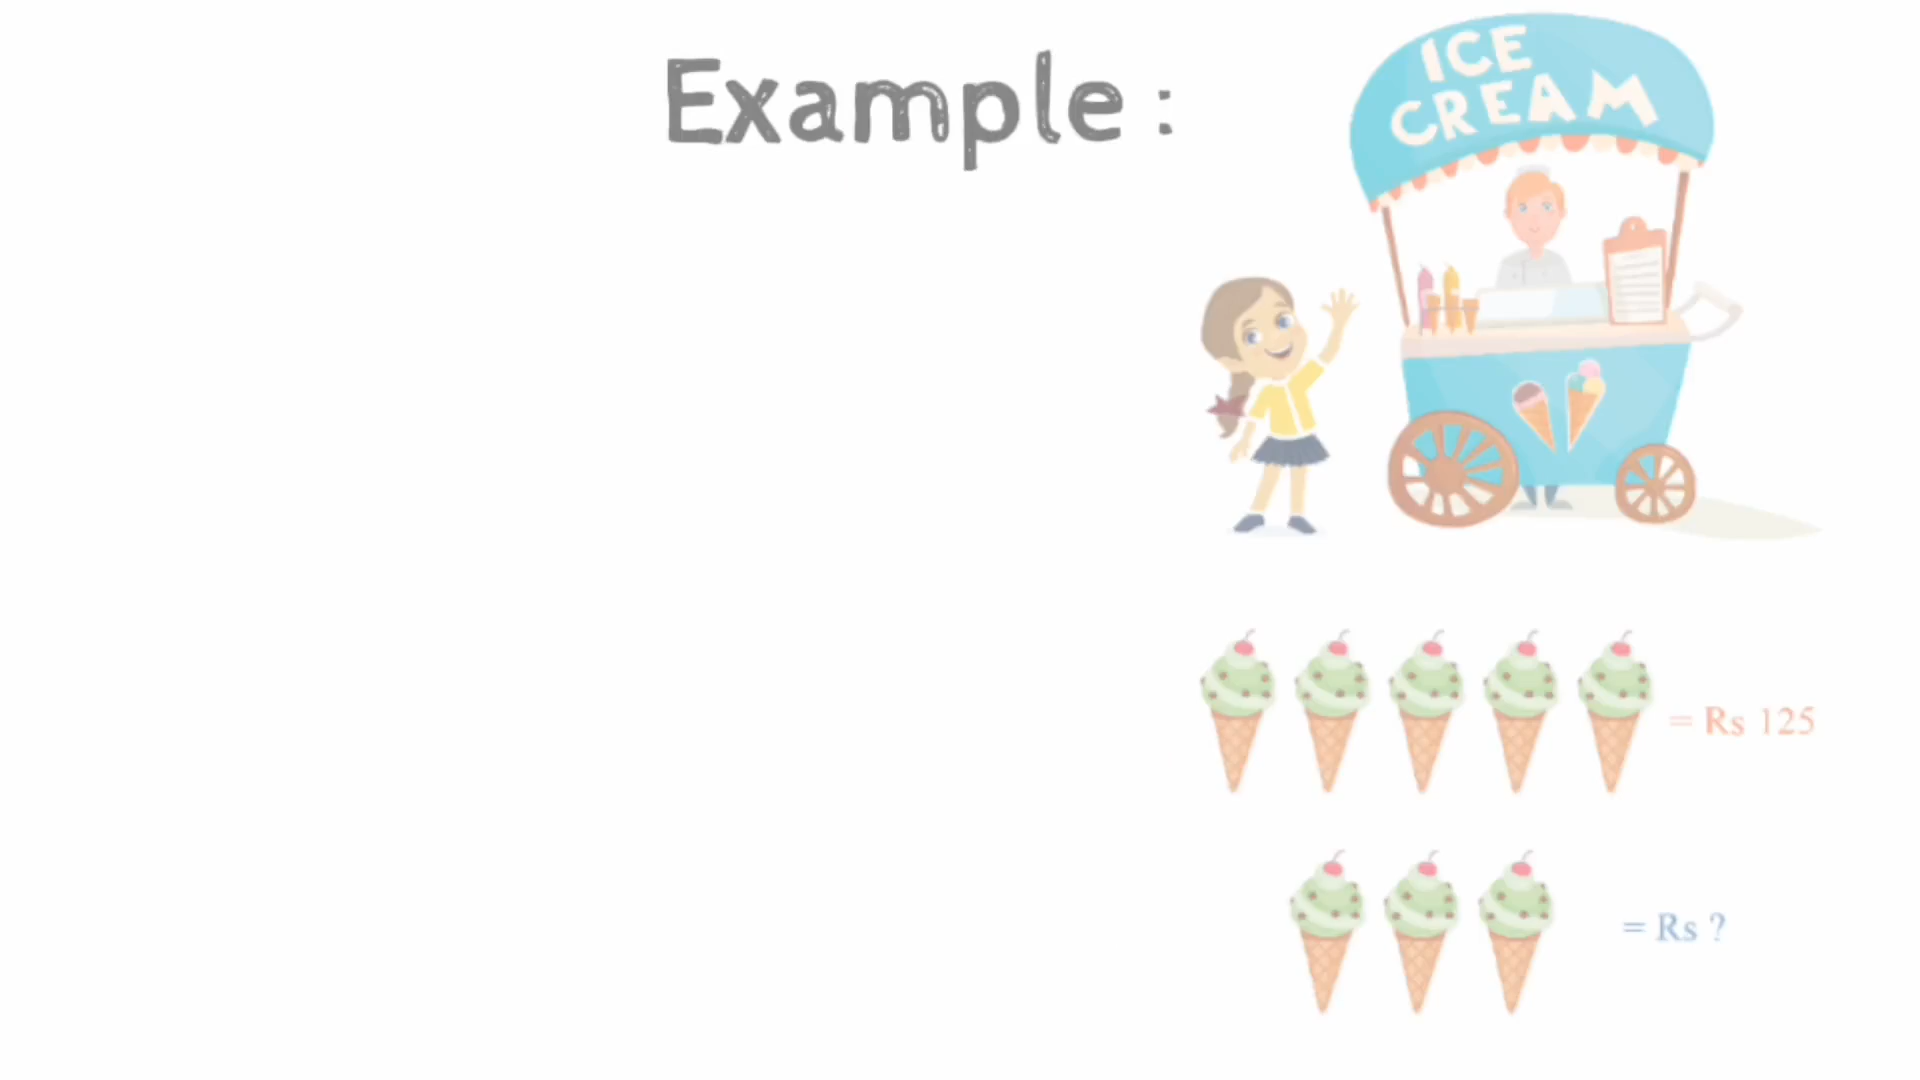 Example :
ICE
CREAM
= Rs 125
= Rs ?